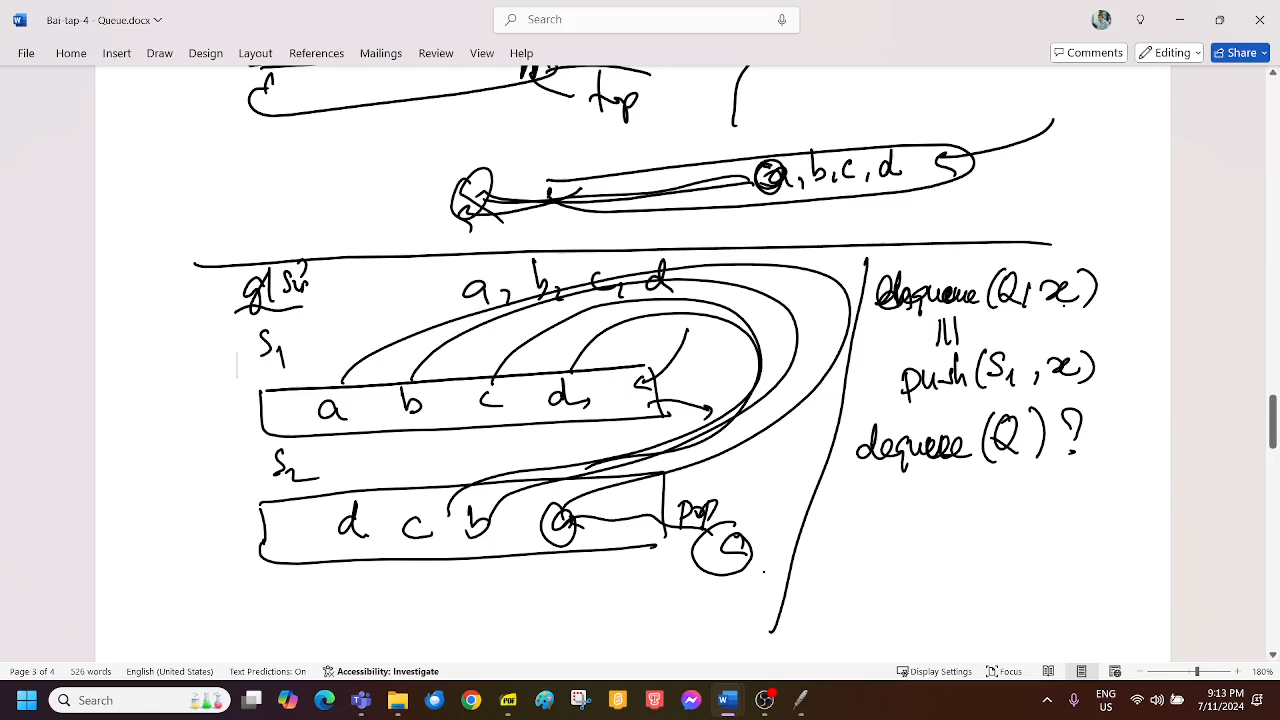 Bai-tap-4 - Queue.docx
Search
File Home Insert Draw Design Layout References Mailings Review View Help
Comments Editing Share
top
a, b, c, d
g/sử
a, b, c, d
S1
a b c d
S2
d c b a
pop
a
(Q, x)
push(S1, x)
dequeue(Q)?
Page 3 of 4 526 words English (United States) Text Predictions: On Accessibility: Investigate
Display Settings Focus 180%
Search
ENG
US
9:13 PM
7/11/2024